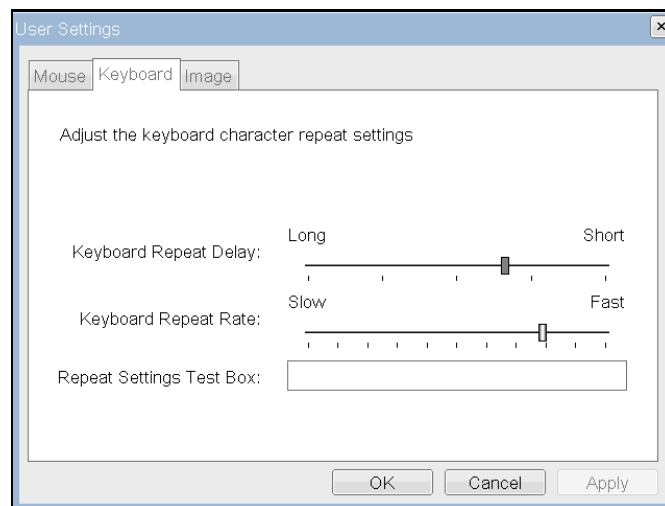 User Settings
Mouse Keyboard Image
Adjust the keyboard character repeat settings
Long Short
Keyboard Repeat Delay:
Slow Fast
Keyboard Repeat Rate:
Repeat Settings Test Box:
OK Cancel Apply